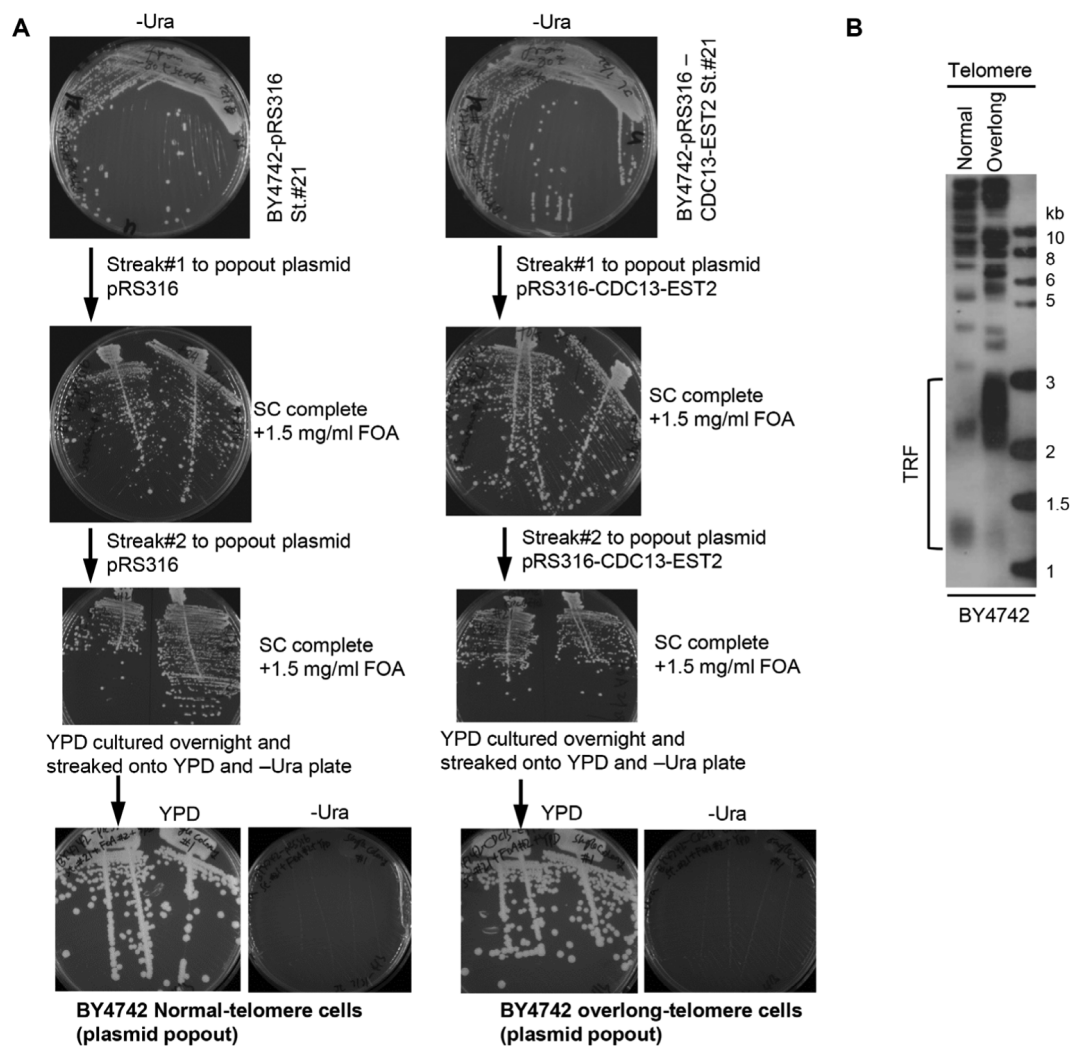 A
-Ura
BY4742-pRS316
St.#21
Streak#1 to popout plasmid
pRS316
SC complete
+1.5 mg/ml FOA
Streak#2 to popout plasmid
pRS316
SC complete
+1.5 mg/ml FOA
YPD cultured overnight and
streaked onto YPD and –Ura plate
YPD
-Ura
BY4742 Normal-telomere cells
(plasmid popout)
-Ura
BY4742-pRS316 –
CDC13-EST2 St.#21
Streak#1 to popout plasmid
pRS316-CDC13-EST2
SC complete
+1.5 mg/ml FOA
Streak#2 to popout plasmid
pRS316-CDC13-EST2
SC complete
+1.5 mg/ml FOA
YPD cultured overnight and
streaked onto YPD and –Ura plate
YPD
-Ura
BY4742 overlong-telomere cells
(plasmid popout)
B
Telomere
Normal
Overlong
kb
10
8
6
5
3
2
1.5
1
TRF
BY4742